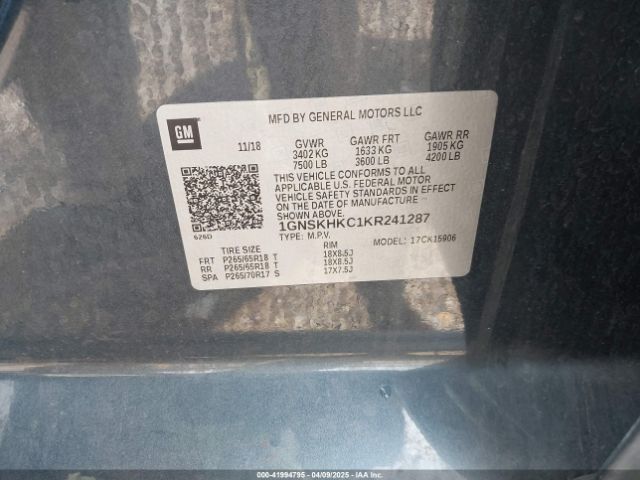 MFD BY GENERAL MOTORS LLC
GM
11/18 GVWR GAWR FRT GAWR RR
3402 KG 1633 KG 1905 KG
7500 LB 3600 LB 4200 LB
THIS VEHICLE CONFORMS TO ALL
APPLICABLE U.S. FEDERAL MOTOR
VEHICLE SAFETY STANDARDS IN EFFECT
ON THE DATE OF MANUFACTURE
SHOWN ABOVE.
1GNSKHKC1KR241287
TYPE: M.P.V. MODEL: 17CK15906
626D
TIRE SIZE RIM
FRT P265/65R18 T 18X8.5J
RR P265/65R18 T 18X8.5J
SPA P265/70R17 S 17X7.5J
000-41994795 04/09/2025 IAAI.COM